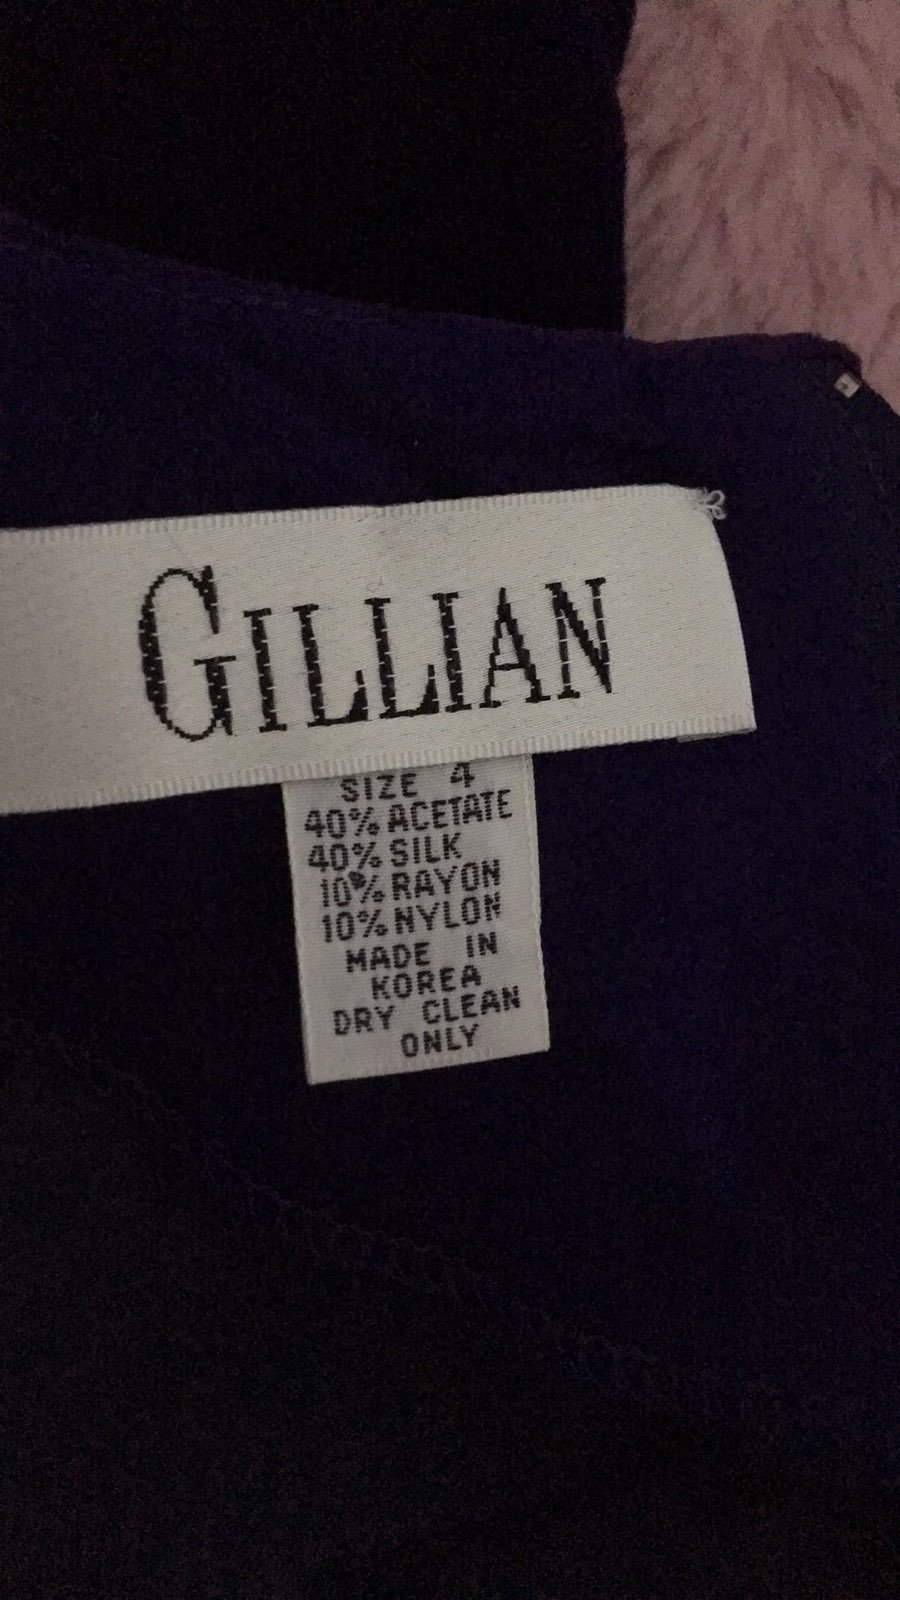 GILLIAN
SIZE 4
40% ACETATE
40% SILK
10% RAYON
10% NYLON
MADE IN
KOREA
DRY CLEAN
ONLY